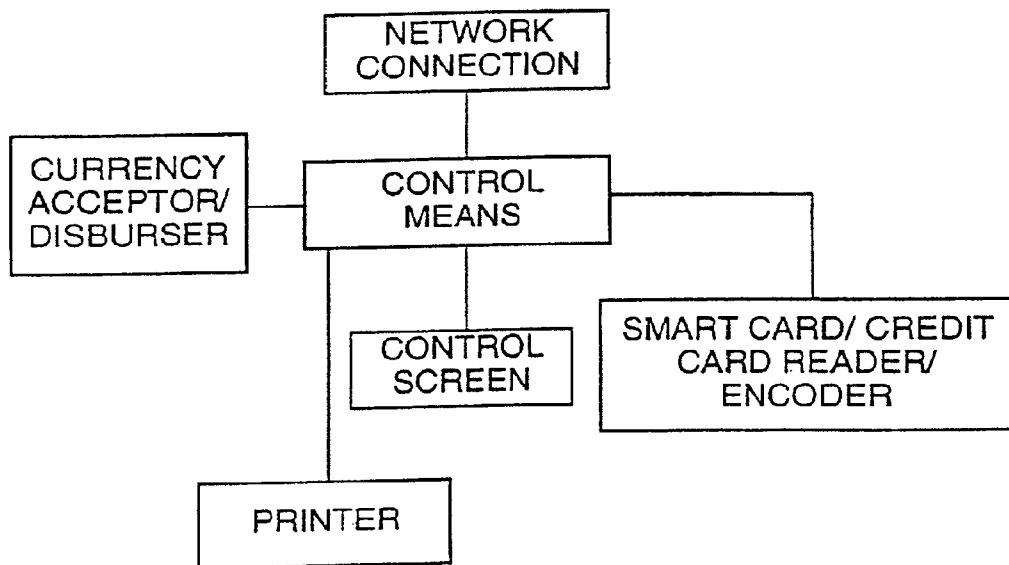 NETWORK
CONNECTION
CURRENCY
ACCEPTOR/
DISBURSER
CONTROL
MEANS
CONTROL
SCREEN
SMART CARD/ CREDIT
CARD READER/
ENCODER
PRINTER